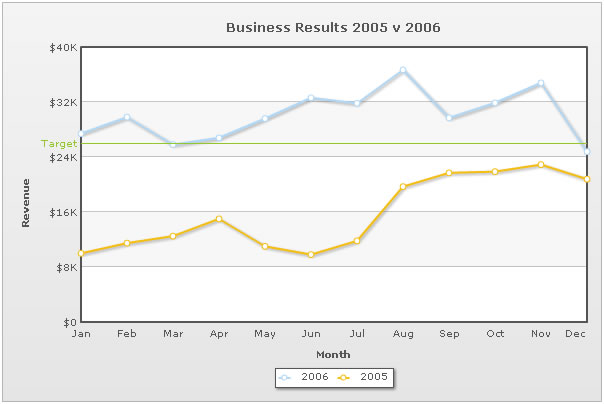 Business Results 2005 v 2006
$40K
$32K
Target
$24K
$16K
$8K
$0
Revenue
Jan Feb Mar Apr May Jun Jul Aug Sep Oct Nov Dec
Month
2006 2005